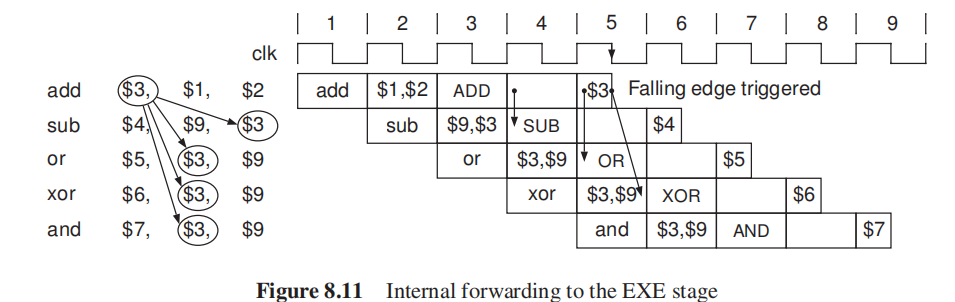 1 2 3 4 5 6 7 8 9
clk
add $3, $1, $2 add $1,$2 ADD $3 Falling edge triggered
sub $4, $9, $3 sub $9,$3 SUB $4
or $5, $3, $9 or $3,$9 OR $5
xor $6, $3, $9 xor $3,$9 XOR $6
and $7, $3, $9 and $3,$9 AND $7
Figure 8.11 Internal forwarding to the EXE stage